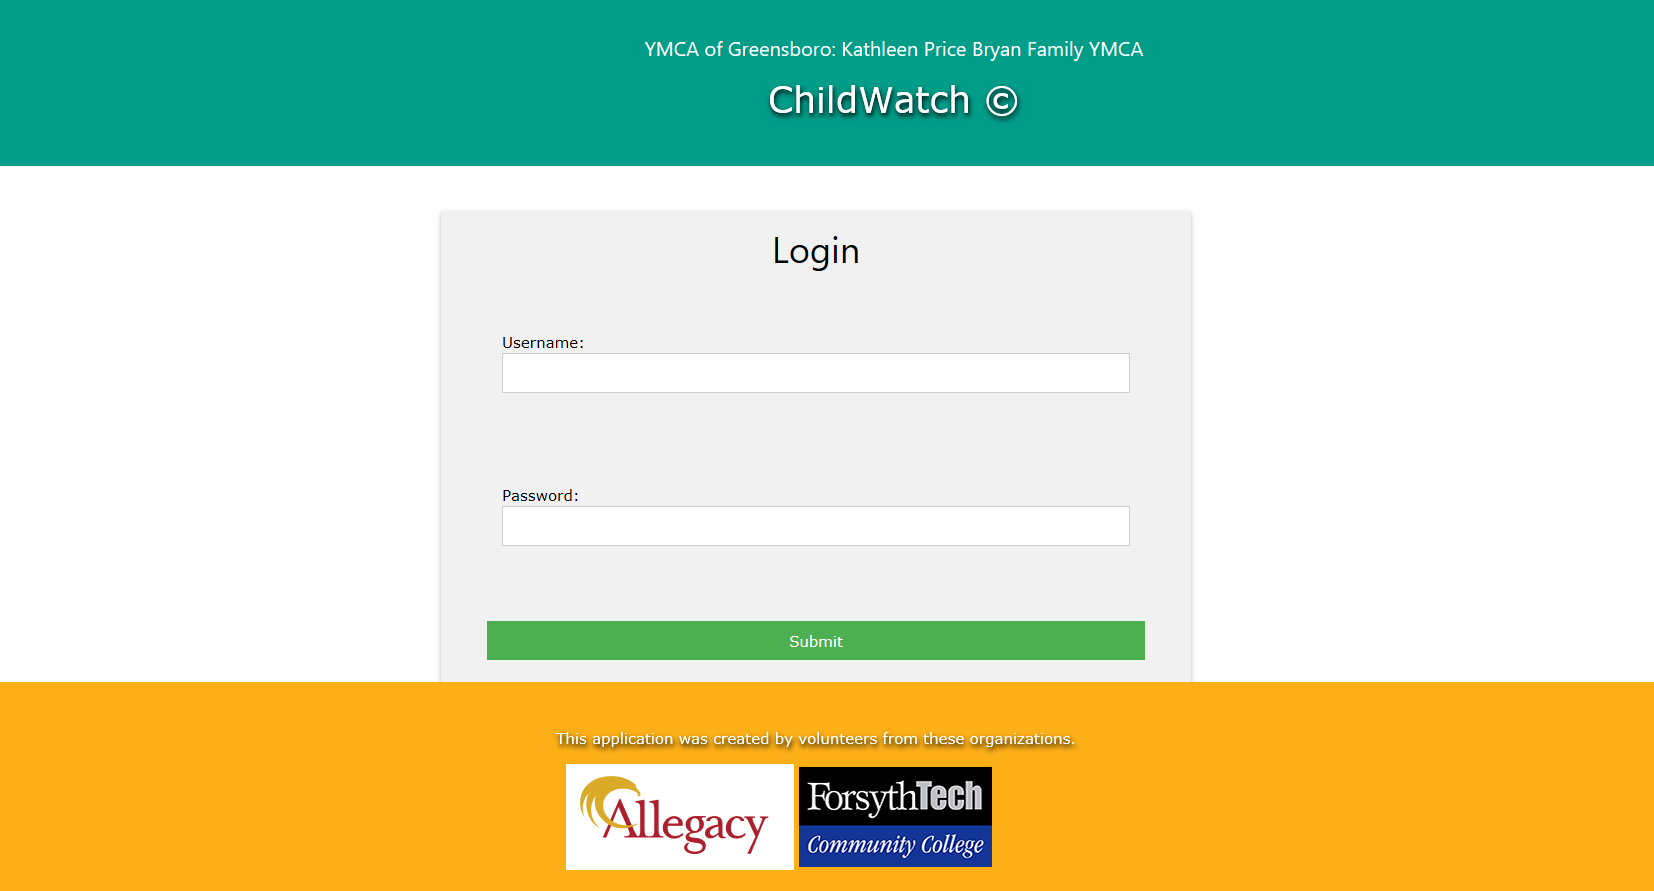 YMCA of Greensboro: Kathleen Price Bryan Family YMCA
ChildWatch ©
Login
Username:
Password:
Submit
This application was created by volunteers from these organizations.
Allegacy
ForsythTech
Community College